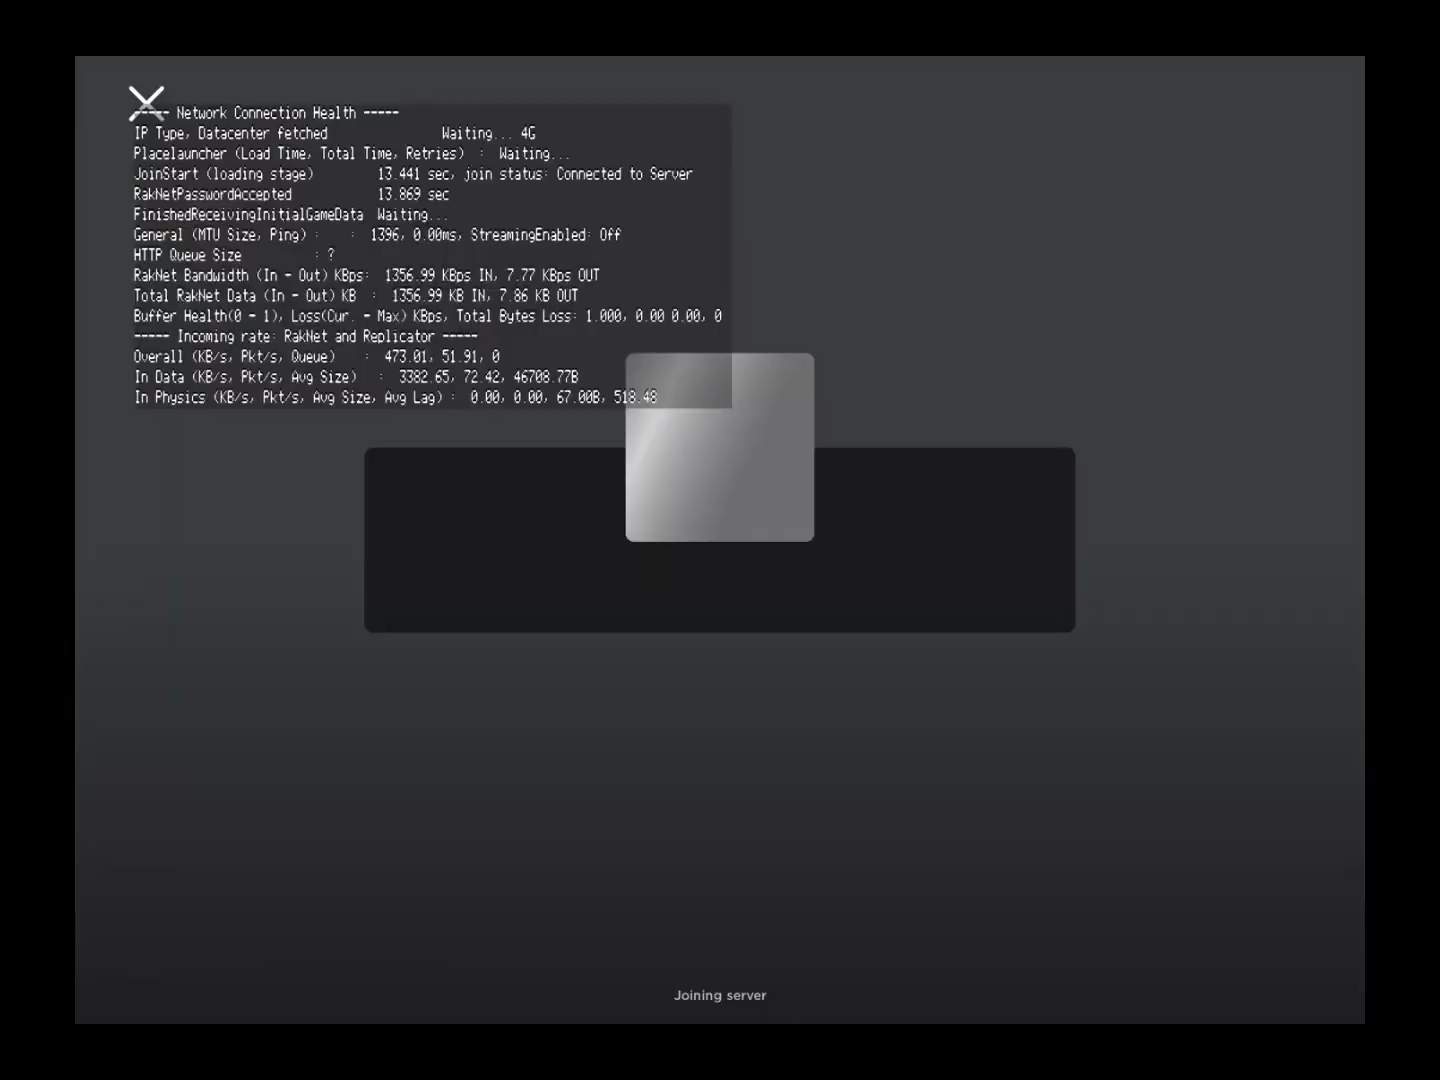 ----- Network Connection Health -----
IP Type, Datacenter fetched Waiting... 4G
Placelauncher (Load Time, Total Time, Retries) : Waiting...
JoinStart (loading stage) 13.441 sec, join status: Connected to Server
RakNetPasswordAccepted 13.869 sec
FinishedReceivingInitialGameData Waiting...
General (MTU Size, Ping) : : 1396, 0.00ms, StreamingEnabled: Off
HTTP Queue Size : ?
RakNet Bandwidth (In - Out) KBps: 1356.99 KBps IN, 7.77 KBps OUT
Total RakNet Data (In - Out) KB : 1356.99 KB IN, 7.86 KB OUT
Buffer Health(0 - 1), Loss(Cur. - Max) KBps, Total Bytes Loss: 1.000, 0.00 0.00, 0
----- Incoming rate: RakNet and Replicator -----
Overall (KB/s, Pkt/s, Queue) : 473.01, 51.91, 0
In Data (KB/s, Pkt/s, Avg Size) : 3382.65, 72.42, 46708.77B
In Physics (KB/s, Pkt/s, Avg Size, Avg Lag) : 0.00, 0.00, 67.00B, 518.48
Joining server